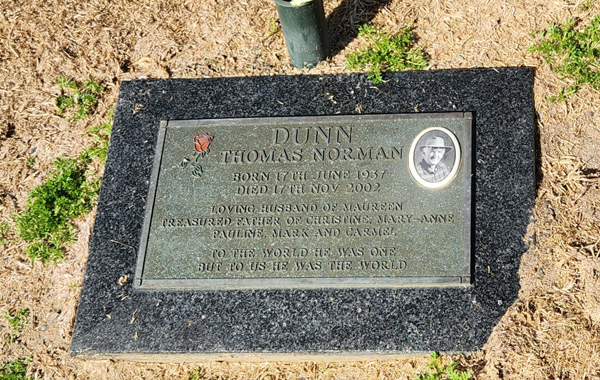 DUNN
THOMAS NORMAN
BORN 17TH JUNE 1937
DIED 17TH NOV 2002
LOVING HUSBAND OF MAUREEN
TREASURED FATHER OF CHRISTINE, MARY-ANNE
PAULINE, MARK AND CARMEL
TO THE WORLD HE WAS ONE
BUT TO US HE WAS THE WORLD